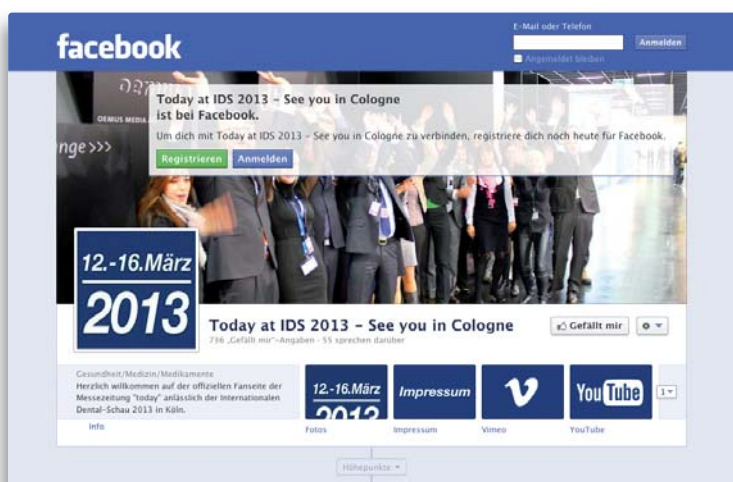 facebook
E-Mail oder Telefon
Anmelden
Angemeldet bleiben
OEMUS MEDIA
nge >>>
Today at IDS 2013 – See you in Cologne
ist bei Facebook.
Um dich mit Today at IDS 2013 – See you in Cologne zu verbinden, registriere dich noch heute für Facebook.
Registrieren Anmelden
12.-16.März
2013
Today at IDS 2013 – See you in Cologne
736 „Gefällt mir“-Angaben · 55 sprechen darüber
Gefällt mir
Gesundheit/Medizin/Medikamente
Herzlich willkommen auf der offiziellen Fanseite der
Messezeitung "today" anlässlich der Internationalen
Dental-Schau 2013 in Köln.
Info
12.-16.März
2013
Fotos
Impressum
Impressum
V
Vimeo
YouTube
YouTube
1
Höhepunkte